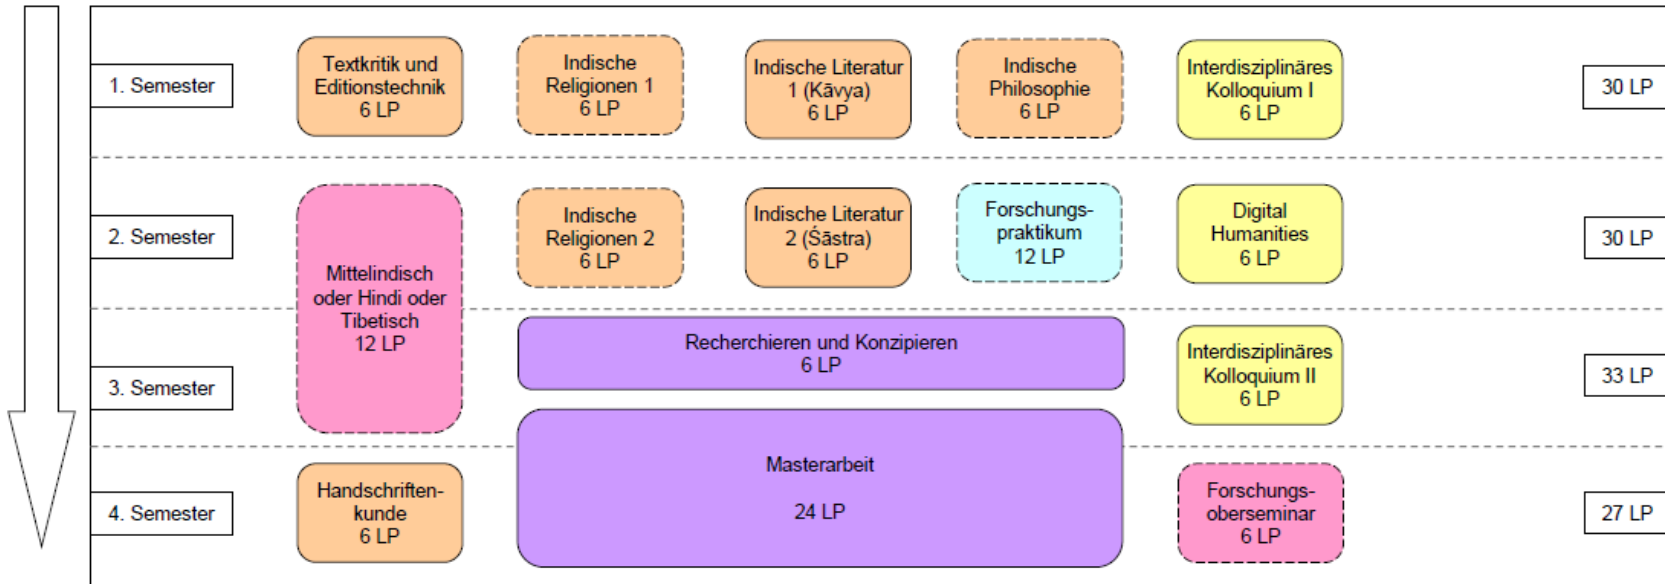 1. Semester
Textkritik und
Editionstechnik
6 LP
Indische
Religionen 1
6 LP
Indische Literatur
1 (Kāvya)
6 LP
Indische
Philosophie
6 LP
Interdisziplinäres
Kolloquium I
6 LP
30 LP
2. Semester
Mittelindisch
oder Hindi oder
Tibetisch
12 LP
Indische
Religionen 2
6 LP
Indische Literatur
2 (Śāstra)
6 LP
Forschungs-
praktikum
12 LP
Digital
Humanities
6 LP
30 LP
3. Semester
Recherchieren und Konzipieren
6 LP
Interdisziplinäres
Kolloquium II
6 LP
33 LP
Masterarbeit
24 LP
4. Semester
Handschriften-
kunde
6 LP
Forschungs-
oberseminar
6 LP
27 LP